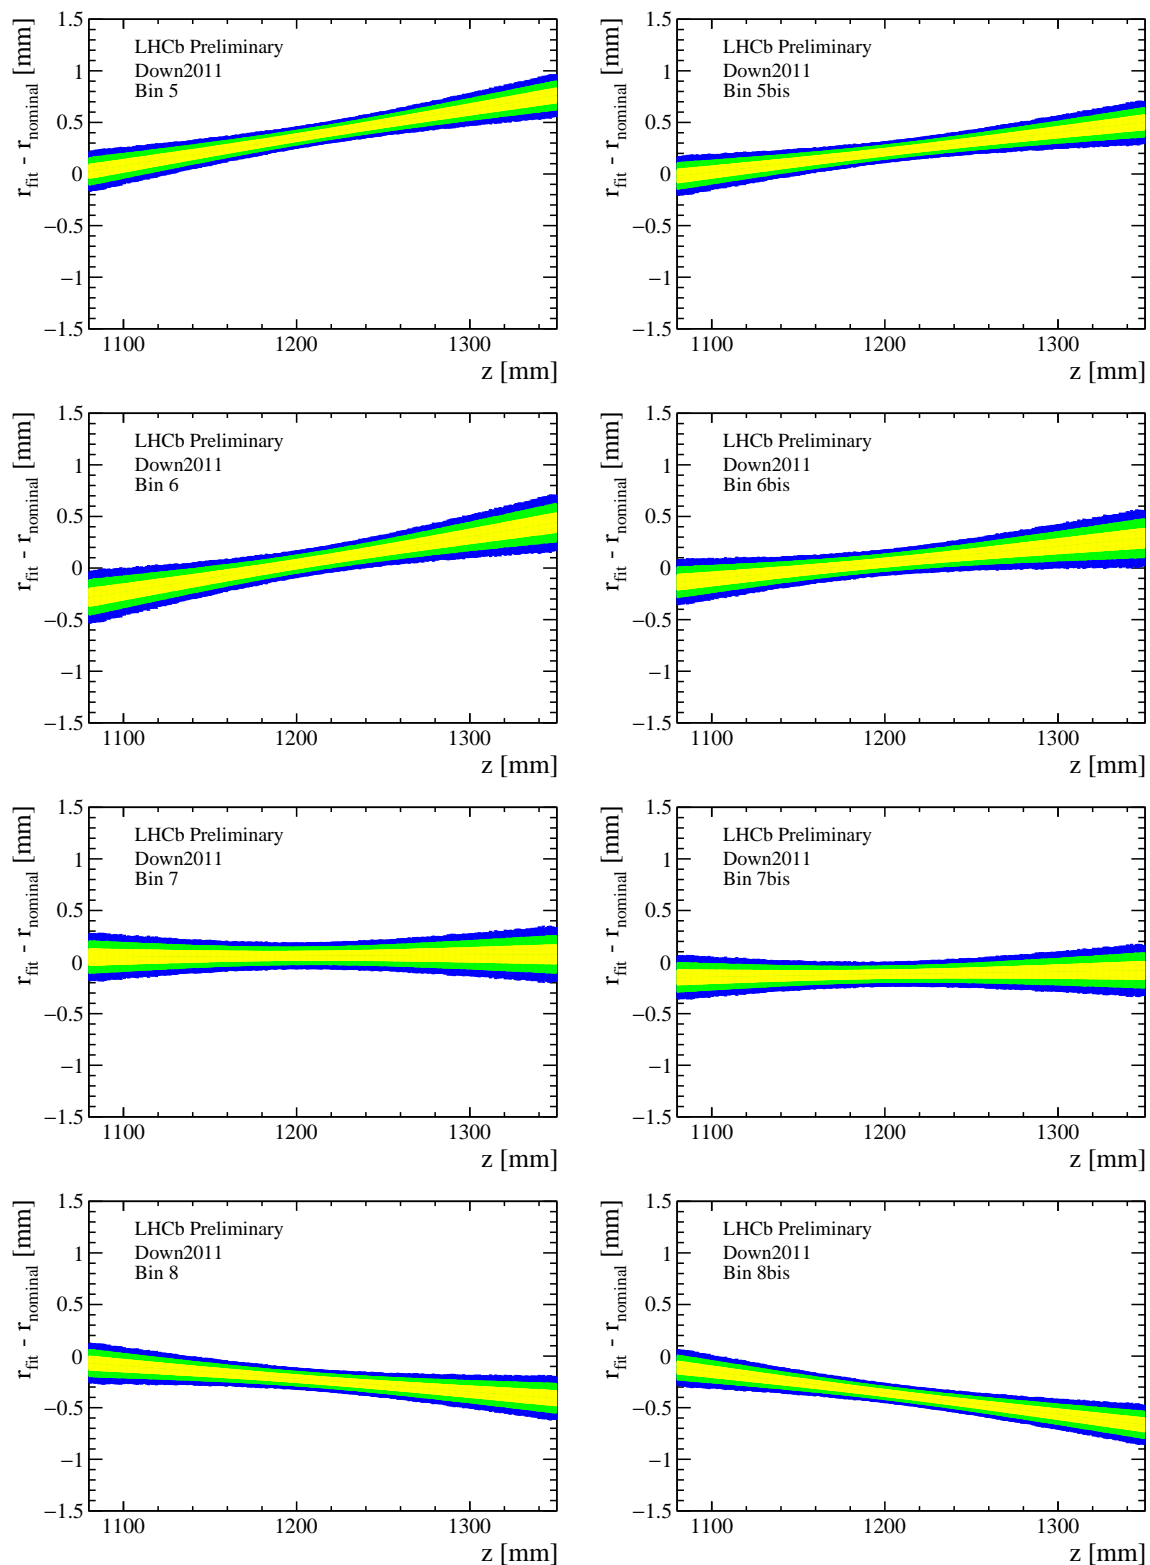 r_fit - r_nominal [mm]
1.5
1
0.5
0
−0.5
−1
−1.5
LHCb Preliminary
Down2011
Bin 5
1100 1200 1300
z [mm]
r_fit - r_nominal [mm]
1.5
1
0.5
0
−0.5
−1
−1.5
LHCb Preliminary
Down2011
Bin 5bis
1100 1200 1300
z [mm]
r_fit - r_nominal [mm]
1.5
1
0.5
0
−0.5
−1
−1.5
LHCb Preliminary
Down2011
Bin 6
1100 1200 1300
z [mm]
r_fit - r_nominal [mm]
1.5
1
0.5
0
−0.5
−1
−1.5
LHCb Preliminary
Down2011
Bin 6bis
1100 1200 1300
z [mm]
r_fit - r_nominal [mm]
1.5
1
0.5
0
−0.5
−1
−1.5
LHCb Preliminary
Down2011
Bin 7
1100 1200 1300
z [mm]
r_fit - r_nominal [mm]
1.5
1
0.5
0
−0.5
−1
−1.5
LHCb Preliminary
Down2011
Bin 7bis
1100 1200 1300
z [mm]
r_fit - r_nominal [mm]
1.5
1
0.5
0
−0.5
−1
−1.5
LHCb Preliminary
Down2011
Bin 8
1100 1200 1300
z [mm]
r_fit - r_nominal [mm]
1.5
1
0.5
0
−0.5
−1
−1.5
LHCb Preliminary
Down2011
Bin 8bis
1100 1200 1300
z [mm]